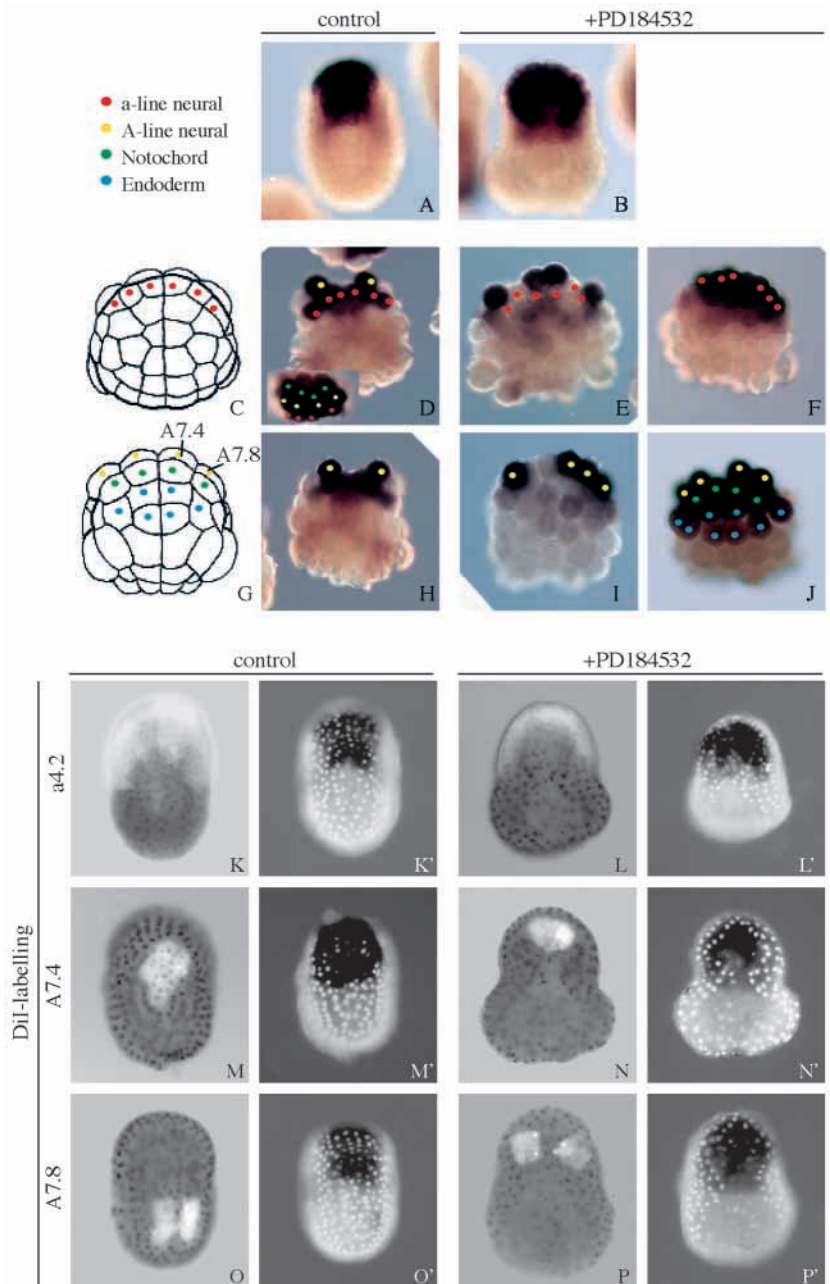 control +PD184532
a-line neural
A-line neural
Notochord
Endoderm
A B
C D E F
A7.4
A7.8
G H I J
control +PD184532
DiI-labelling
a4.2
K K' L L'
A7.4
M M' N N'
A7.8
O O' P P'